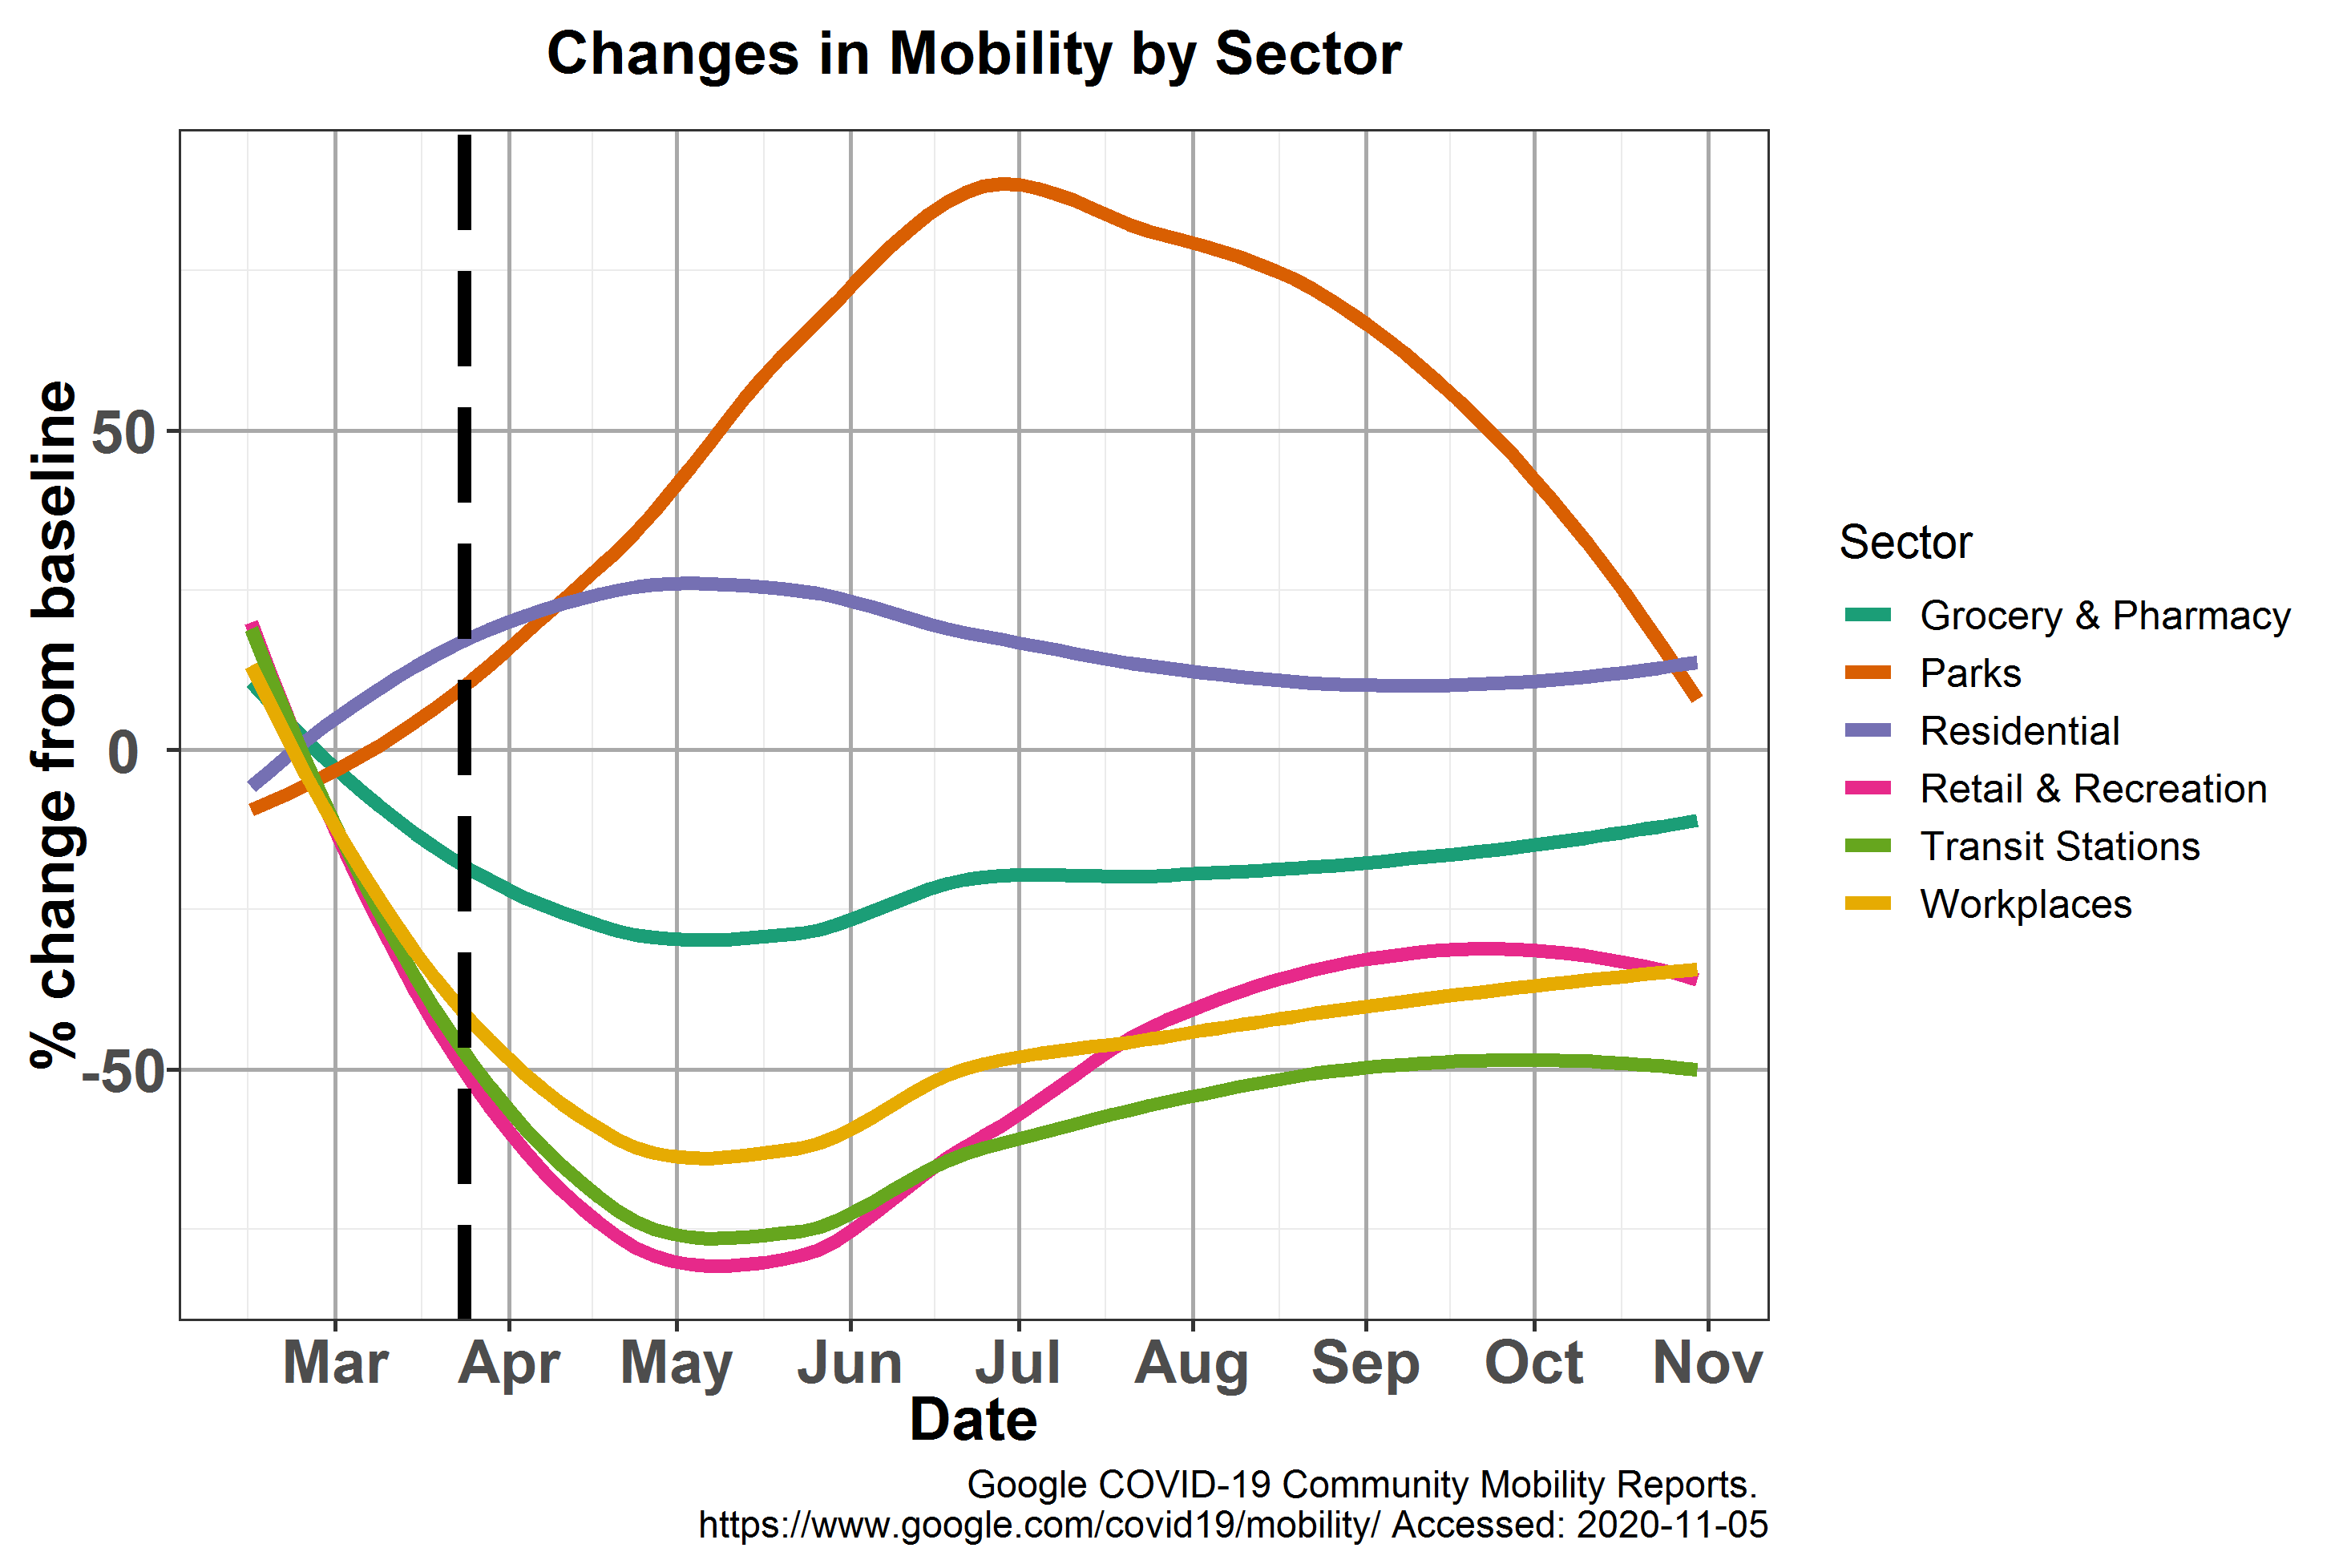 Changes in Mobility by Sector
% change from baseline
50
0
-50
Mar Apr May Jun Jul Aug Sep Oct Nov
Date
Sector
Grocery & Pharmacy
Parks
Residential
Retail & Recreation
Transit Stations
Workplaces
Google COVID-19 Community Mobility Reports.
https://www.google.com/covid19/mobility/ Accessed: 2020-11-05